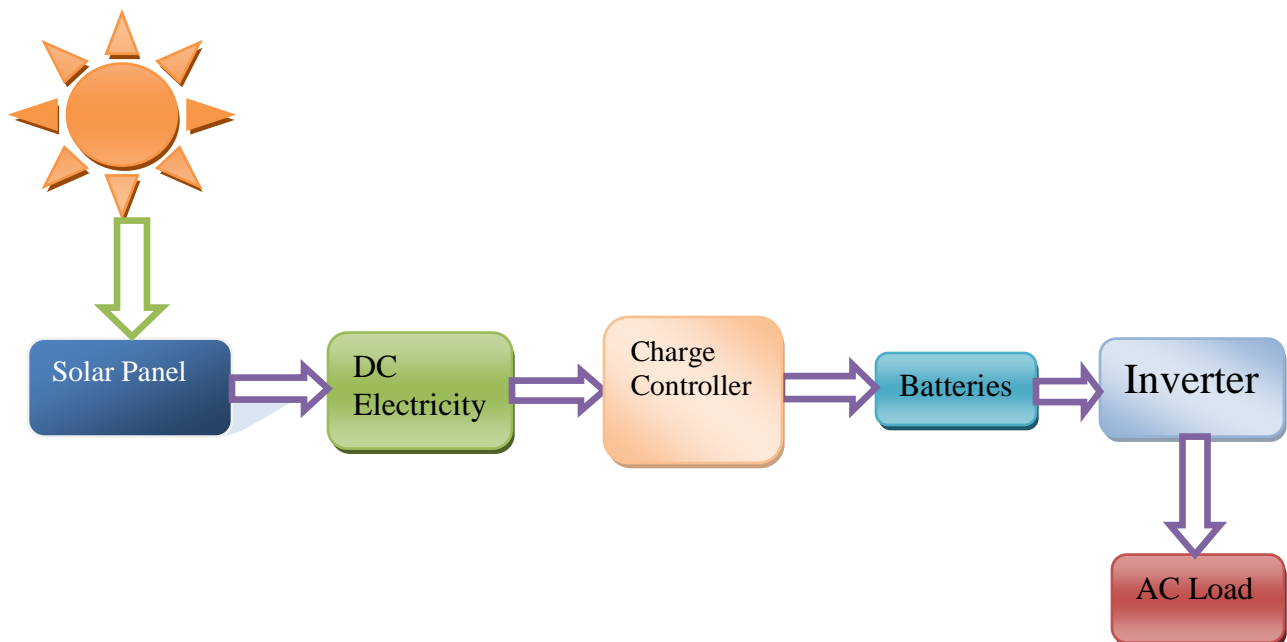 Solar Panel
DC
Electricity
Charge
Controller
Batteries
Inverter
AC Load